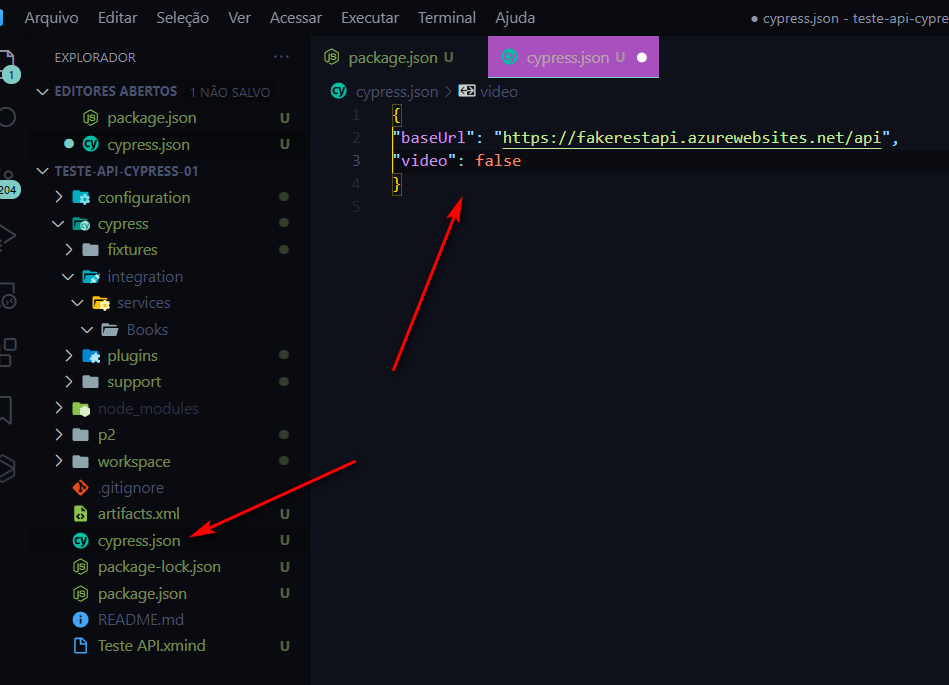 Arquivo Editar Seleção Ver Acessar Executar Terminal Ajuda
● cypress.json - teste-api-cypre
EXPLORADOR ...
package.json U
cypress.json U ●
1
EDITORES ABERTOS 1 NÃO SALVO
cypress.json > video
package.json U
● cypress.json U
TESTE-API-CYPRESS-01
204
configuration
cypress
fixtures
integration
services
Books
plugins
support
node_modules
p2
workspace
.gitignore
artifacts.xml U
cypress.json U
package-lock.json U
package.json U
README.md
Teste API.xmind U
1 {
2 "baseUrl": "https://fakerestapi.azurewebsites.net/api",
3 "video": false
4 }
5